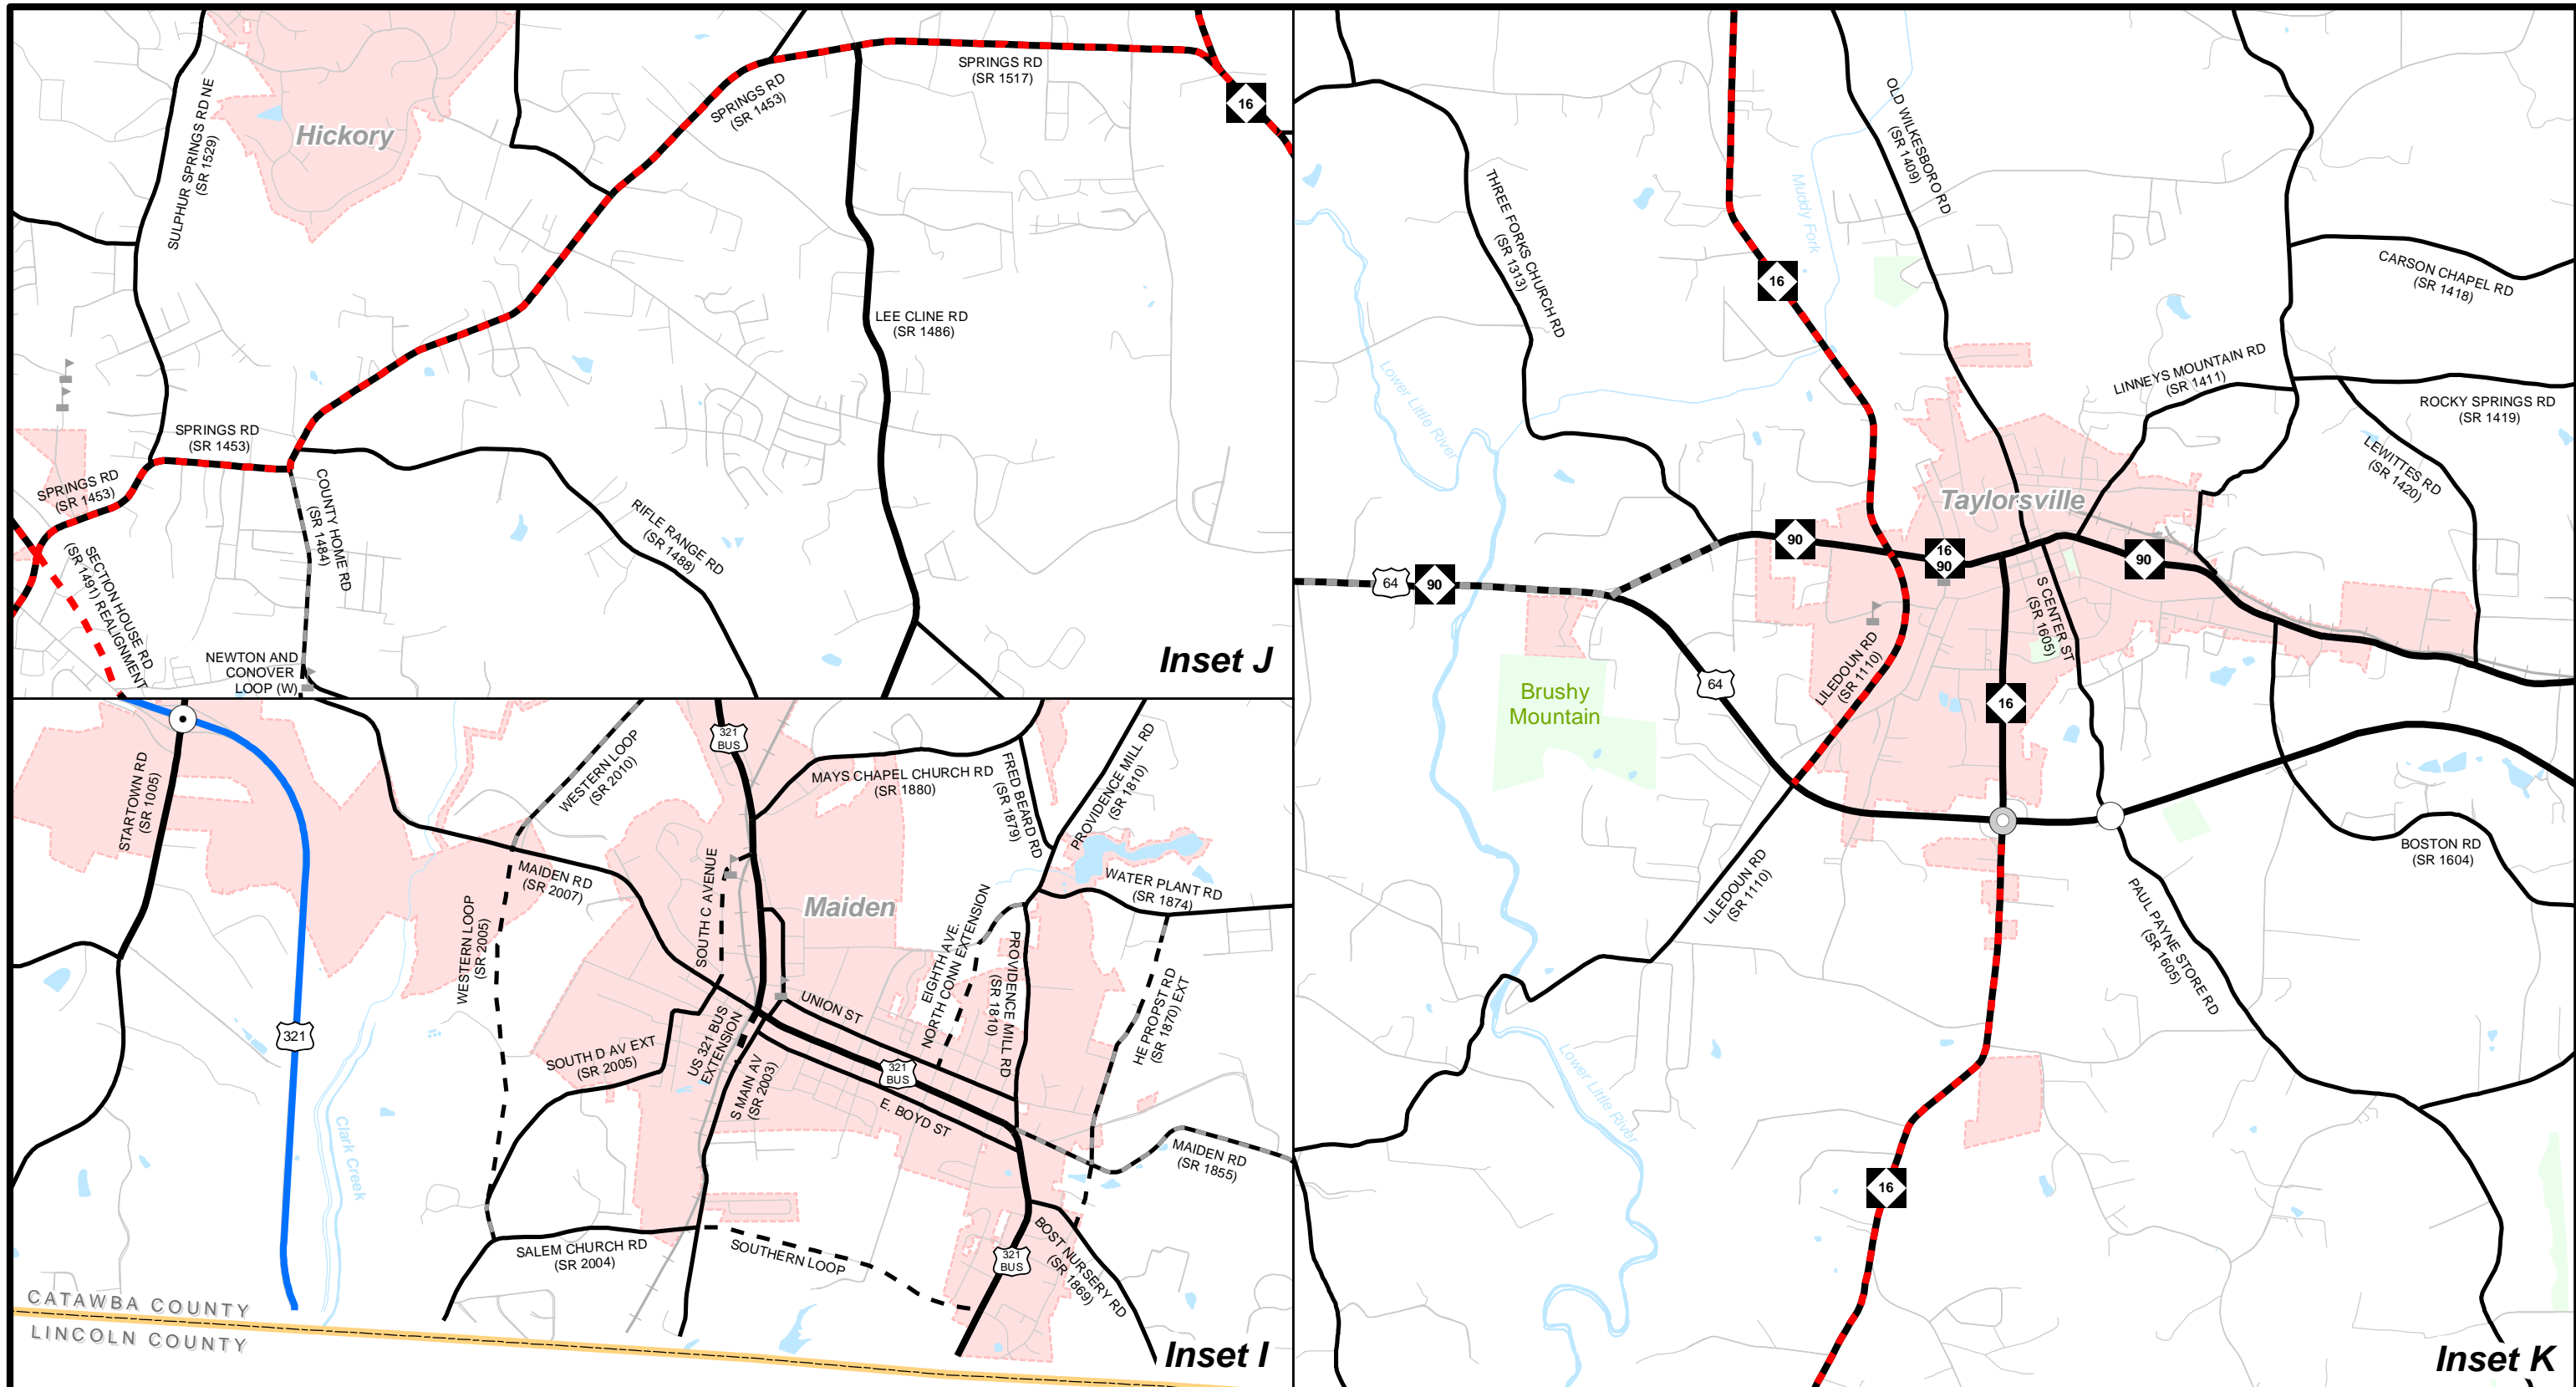 Hickory
SULPHUR SPRINGS RD NE
(SR 1529)
SPRINGS RD
(SR 1453)
SPRINGS RD
(SR 1517)
16
LEE CLINE RD
(SR 1486)
SPRINGS RD
(SR 1453)
SPRINGS RD
(SR 1453)
COUNTY HOME RD
(SR 1484)
RIFLE RANGE RD
(SR 1488)
SECTION HOUSE RD
(SR 1491) REALIGNMENT
NEWTON AND
CONOVER
LOOP (W)
Inset J
STARTOWN RD
(SR 1005)
321
WESTERN LOOP
(SR 2010)
321
BUS
MAYS CHAPEL CHURCH RD
(SR 1880)
FRED BEARD RD
(SR 1879)
PROVIDENCE MILL RD
(SR 1810)
MAIDEN RD
(SR 2007)
SOUTH C AVENUE
Maiden
WATER PLANT RD
(SR 1874)
WESTERN LOOP
(SR 2005)
EIGHTH AVE.
NORTH CONN EXTENSION
PROVIDENCE MILL RD
(SR 1810)
HE PROPST RD
(SR 1870) EXT
UNION ST
SOUTH D AV EXT
(SR 2005)
US 321 BUS
EXTENSION
S MAIN AV
(SR 2003)
321
BUS
E. BOYD ST
MAIDEN RD
(SR 1855)
Clark Creek
SALEM CHURCH RD
(SR 2004)
SOUTHERN LOOP
321
BUS
BOST NURSERY RD
(SR 1869)
CATAWBA COUNTY
LINCOLN COUNTY
Inset I
THREE FORKS CHURCH RD
(SR 1313)
16
Muddy Fork
OLD WILKESBORO RD
(SR 1409)
CARSON CHAPEL RD
(SR 1418)
Lower Little River
LINNEYS MOUNTAIN RD
(SR 1411)
ROCKY SPRINGS RD
(SR 1419)
LEWITTES RD
(SR 1420)
Taylorsville
64
90
90
16
90
90
S CENTER ST
(SR 1605)
LILEDOUN RD
(SR 1110)
64
16
Brushy
Mountain
LILEDOUN RD
(SR 1110)
BOSTON RD
(SR 1604)
PAUL PAYNE STORE RD
(SR 1605)
Lower Little River
16
Inset K